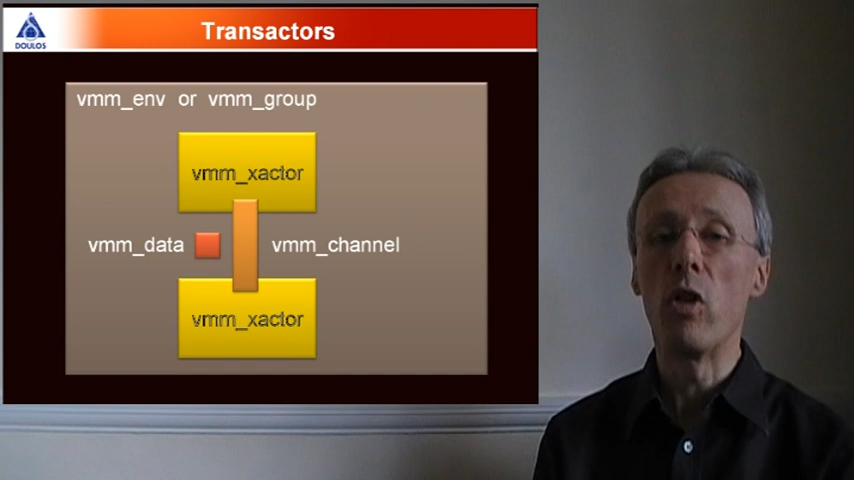 DOULOS
Transactors
vmm_env or vmm_group
vmm_xactor
vmm_data
vmm_channel
vmm_xactor